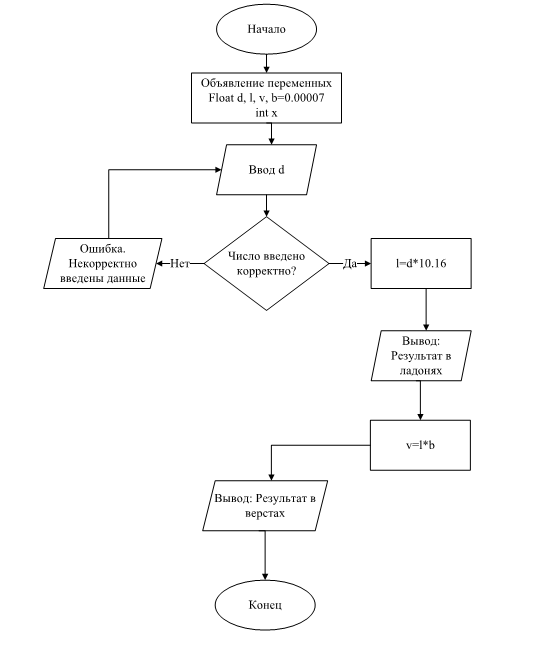 Начало
Объявление переменных
Float d, l, v, b=0.00007
int x
Ввод d
Число введено
корректно?
Нет
Ошибка.
Некорректно
введены данные
Да
l=d*10.16
Вывод:
Результат в
ладонях
v=l*b
Вывод: Результат в
верстах
Конец